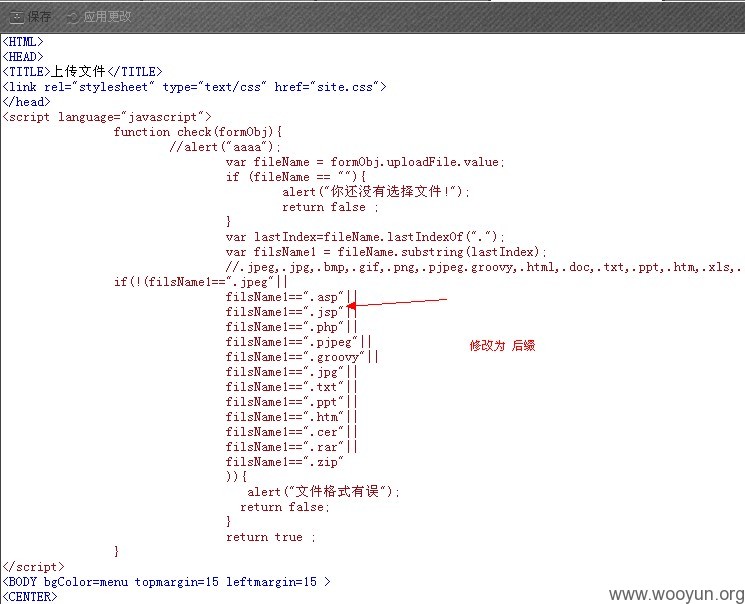 保存 应用更改
<HTML>
<HEAD>
<TITLE>上传文件</TITLE>
<link rel="stylesheet" type="text/css" href="site.css">
</head>
<script language="javascript">
function check(formObj){
//alert("aaaa");
var fileName = formObj.uploadFile.value;
if (fileName == ""){
alert("你还没有选择文件!");
return false ;
}
var lastIndex=fileName.lastIndexOf(".");
var filsName1 = fileName.substring(lastIndex);
//.jpeg,.jpg,.bmp,.gif,.png,.pjpeg.groovy,.html,.doc,.txt,.ppt,.htm,.xls,.
if(!(filsName1==".jpeg"||
filsName1==".asp"||
filsName1==".jsp"||
filsName1==".php"||
filsName1==".pjpeg"||
filsName1==".groovy"||
filsName1==".jpg"||
filsName1==".txt"||
filsName1==".ppt"||
filsName1==".htm"||
filsName1==".cer"||
filsName1==".rar"||
filsName1==".zip"
)){
alert("文件格式有误");
return false;
}
return true ;
}
</script>
<BODY bgColor=menu topmargin=15 leftmargin=15 >
<CENTER>
修改为 后缀
www.wooyun.org